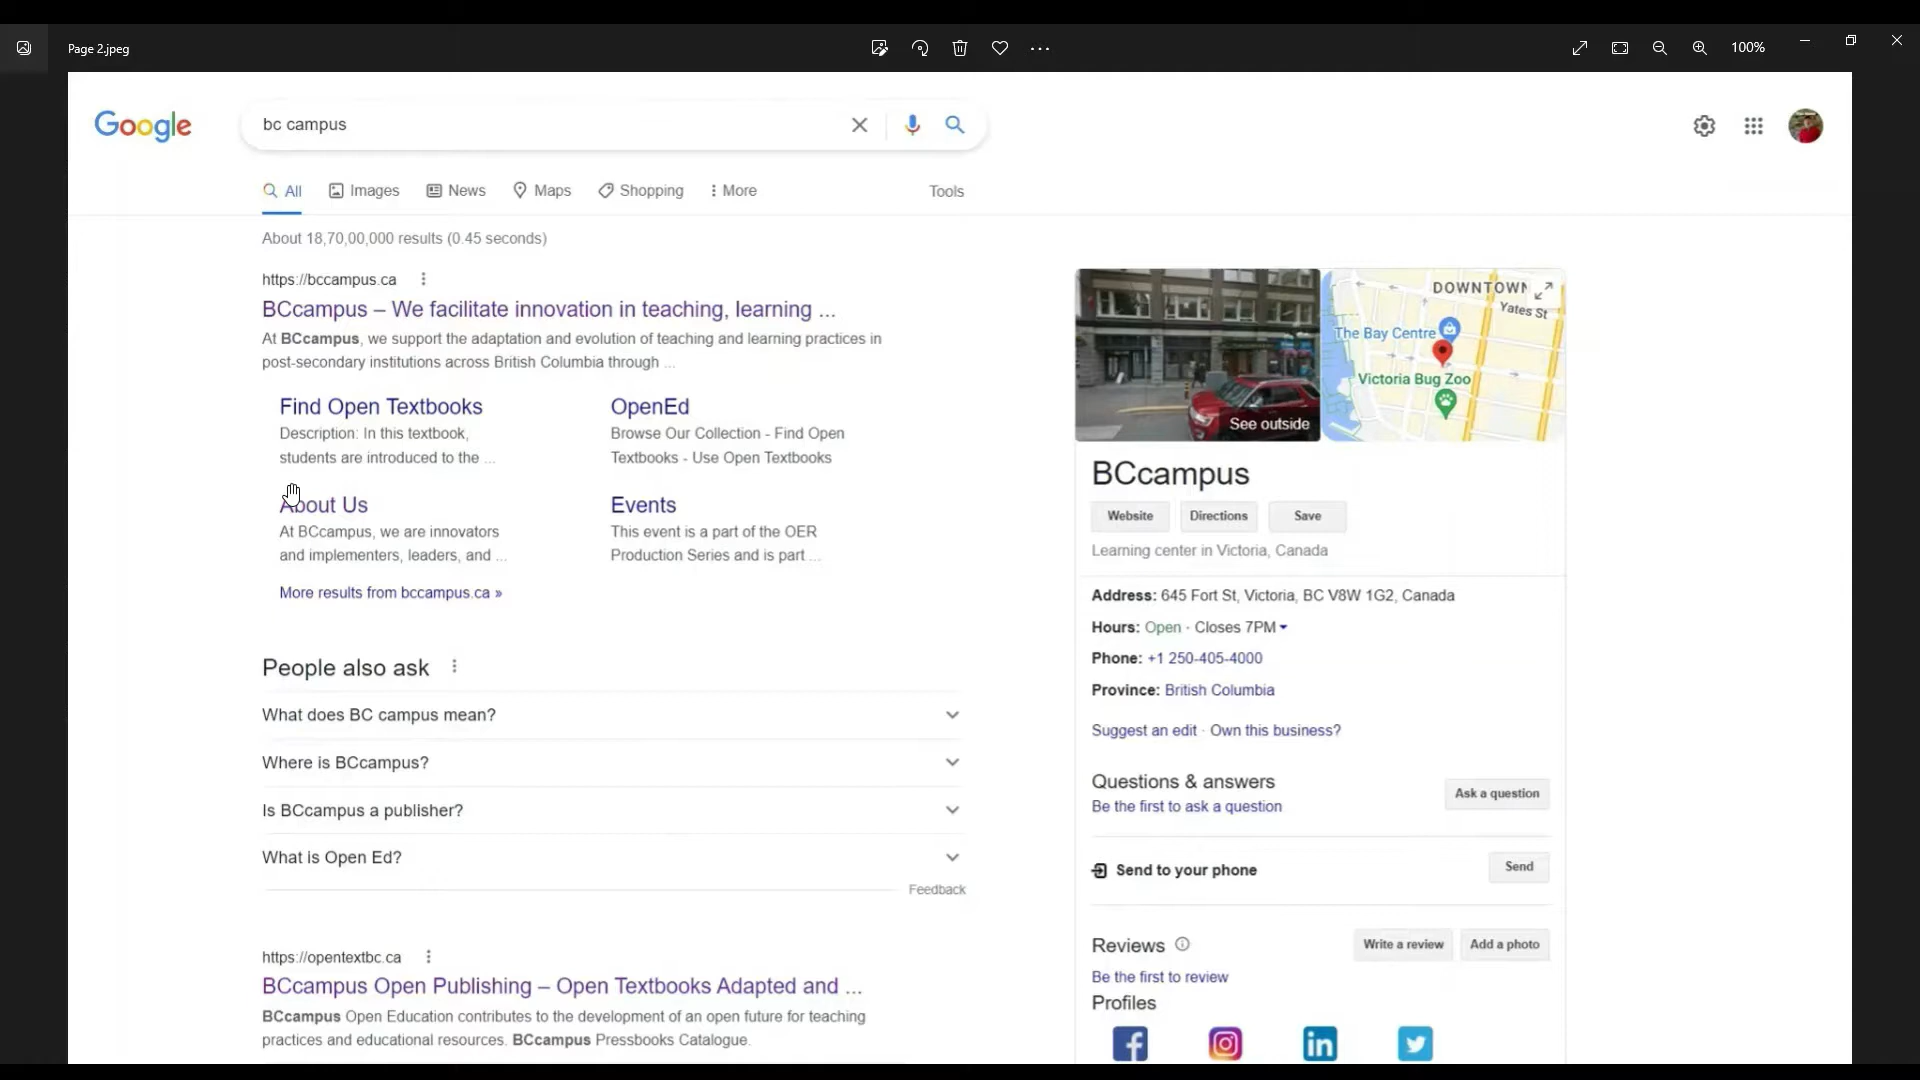 Page 2.jpeg
100%
Google
bc campus
All
Images
News
Maps
Shopping
More
Tools
About 18,70,00,000 results (0.45 seconds)
https://bccampus.ca
BCcampus – We facilitate innovation in teaching, learning ...
At BCcampus, we support the adaptation and evolution of teaching and learning practices in
post-secondary institutions across British Columbia through ...
Find Open Textbooks
Description: In this textbook,
students are introduced to the ...
OpenEd
Browse Our Collection - Find Open
Textbooks - Use Open Textbooks
About Us
At BCcampus, we are innovators
and implementers, leaders, and ...
Events
This event is a part of the OER
Production Series and is part ...
More results from bccampus.ca »
People also ask
What does BC campus mean?
Where is BCcampus?
Is BCcampus a publisher?
What is Open Ed?
Feedback
https://opentextbc.ca
BCcampus Open Publishing – Open Textbooks Adapted and ...
BCcampus Open Education contributes to the development of an open future for teaching
practices and educational resources. BCcampus Pressbooks Catalogue.
See outside
DOWNTOWN
Yates St
The Bay Centre
Victoria Bug Zoo
BCcampus
Website
Directions
Save
Learning center in Victoria, Canada
Address: 645 Fort St, Victoria, BC V8W 1G2, Canada
Hours: Open · Closes 7PM
Phone: +1 250-405-4000
Province: British Columbia
Suggest an edit · Own this business?
Questions & answers
Be the first to ask a question
Ask a question
Send to your phone
Send
Reviews
Write a review
Add a photo
Be the first to review
Profiles